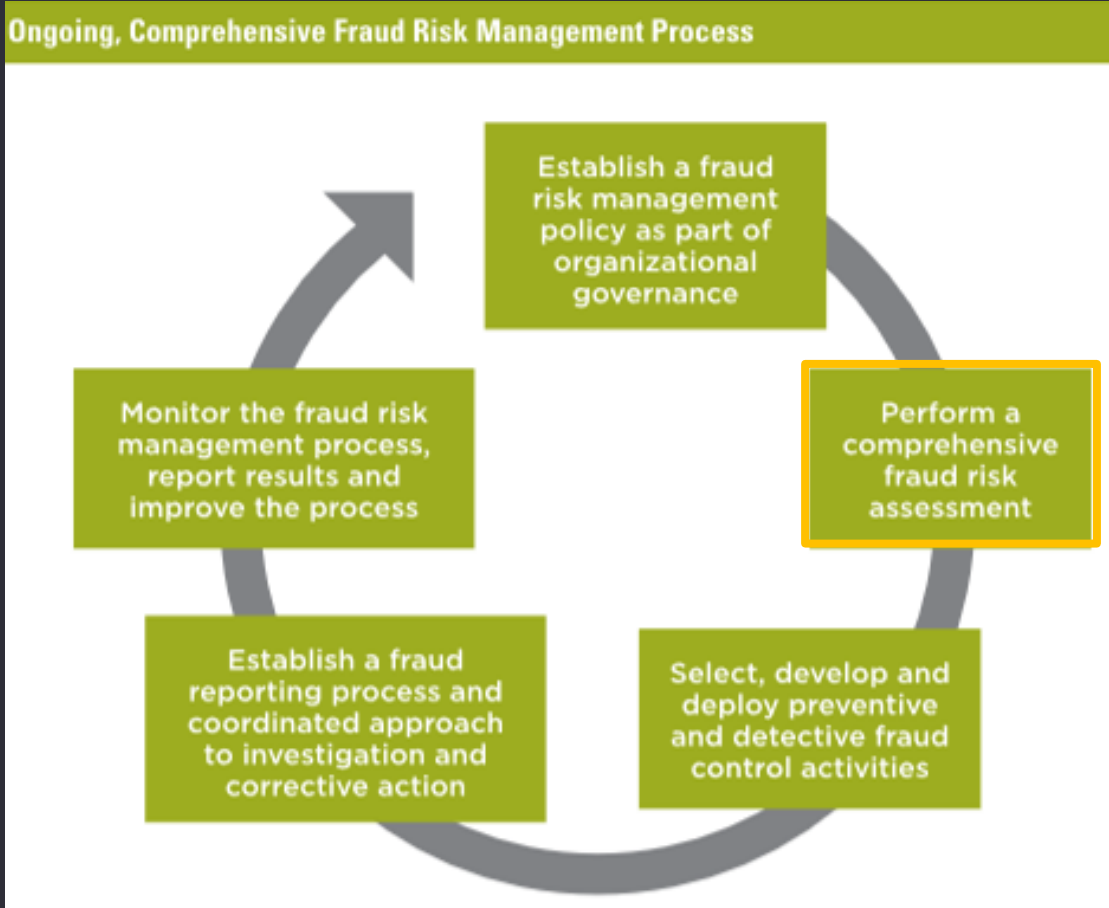 Ongoing, Comprehensive Fraud Risk Management Process
Establish a fraud
risk management
policy as part of
organizational
governance
Perform a
comprehensive
fraud risk
assessment
Select, develop and
deploy preventive
and detective fraud
control activities
Establish a fraud
reporting process and
coordinated approach
to investigation and
corrective action
Monitor the fraud risk
management process,
report results and
improve the process